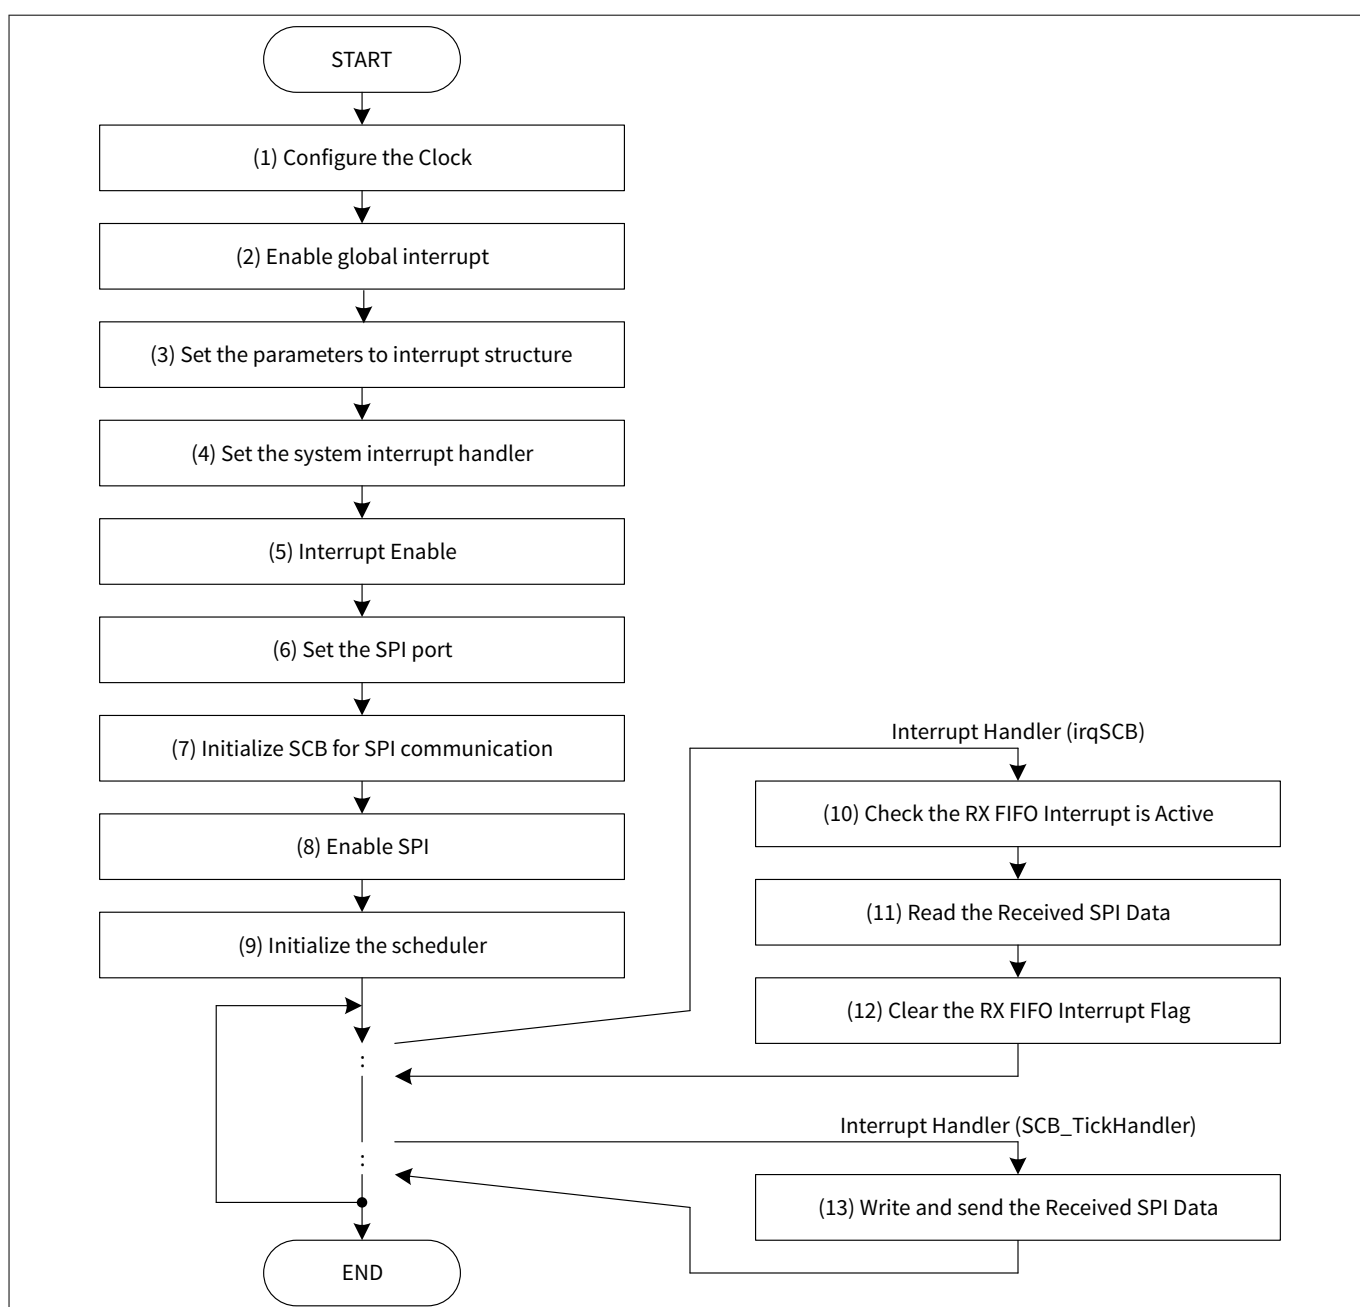 START
(1) Configure the Clock
(2) Enable global interrupt
(3) Set the parameters to interrupt structure
(4) Set the system interrupt handler
(5) Interrupt Enable
(6) Set the SPI port
(7) Initialize SCB for SPI communication
(8) Enable SPI
(9) Initialize the scheduler
:
:
END
Interrupt Handler (irqSCB)
(10) Check the RX FIFO Interrupt is Active
(11) Read the Received SPI Data
(12) Clear the RX FIFO Interrupt Flag
Interrupt Handler (SCB_TickHandler)
(13) Write and send the Received SPI Data